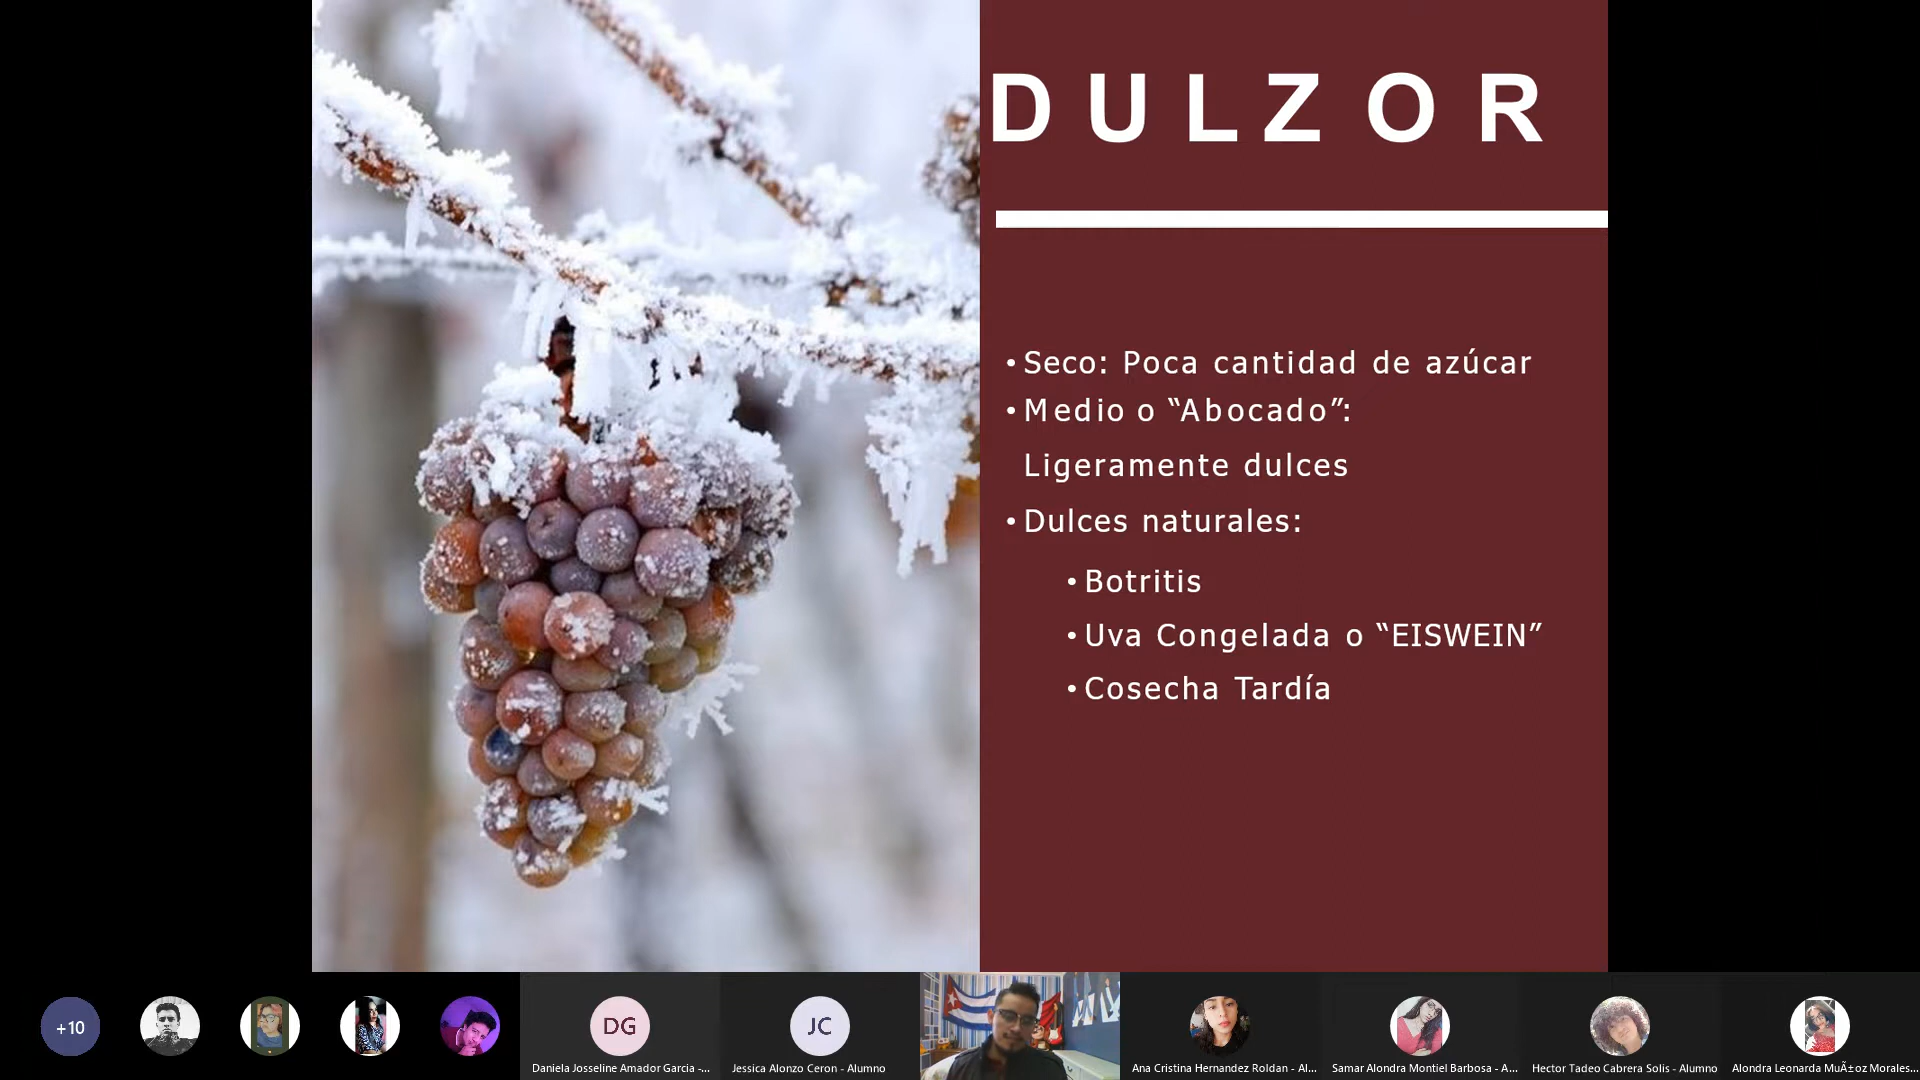 DULZOR
• Seco: Poca cantidad de azúcar
• Medio o “Abocado”:
Ligeramente dulces
• Dulces naturales:
• Botritis
• Uva Congelada o “EISWEIN”
• Cosecha Tardía
+10
DG
JC
Daniela Josseline Amador Garcia -...
Jessica Alonzo Ceron - Alumno
Ana Cristina Hernandez Roldan - Al...
Samar Alondra Montiel Barbosa - A...
Hector Tadeo Cabrera Solis - Alumno
Alondra Leonarda MuÃ±oz Morales...